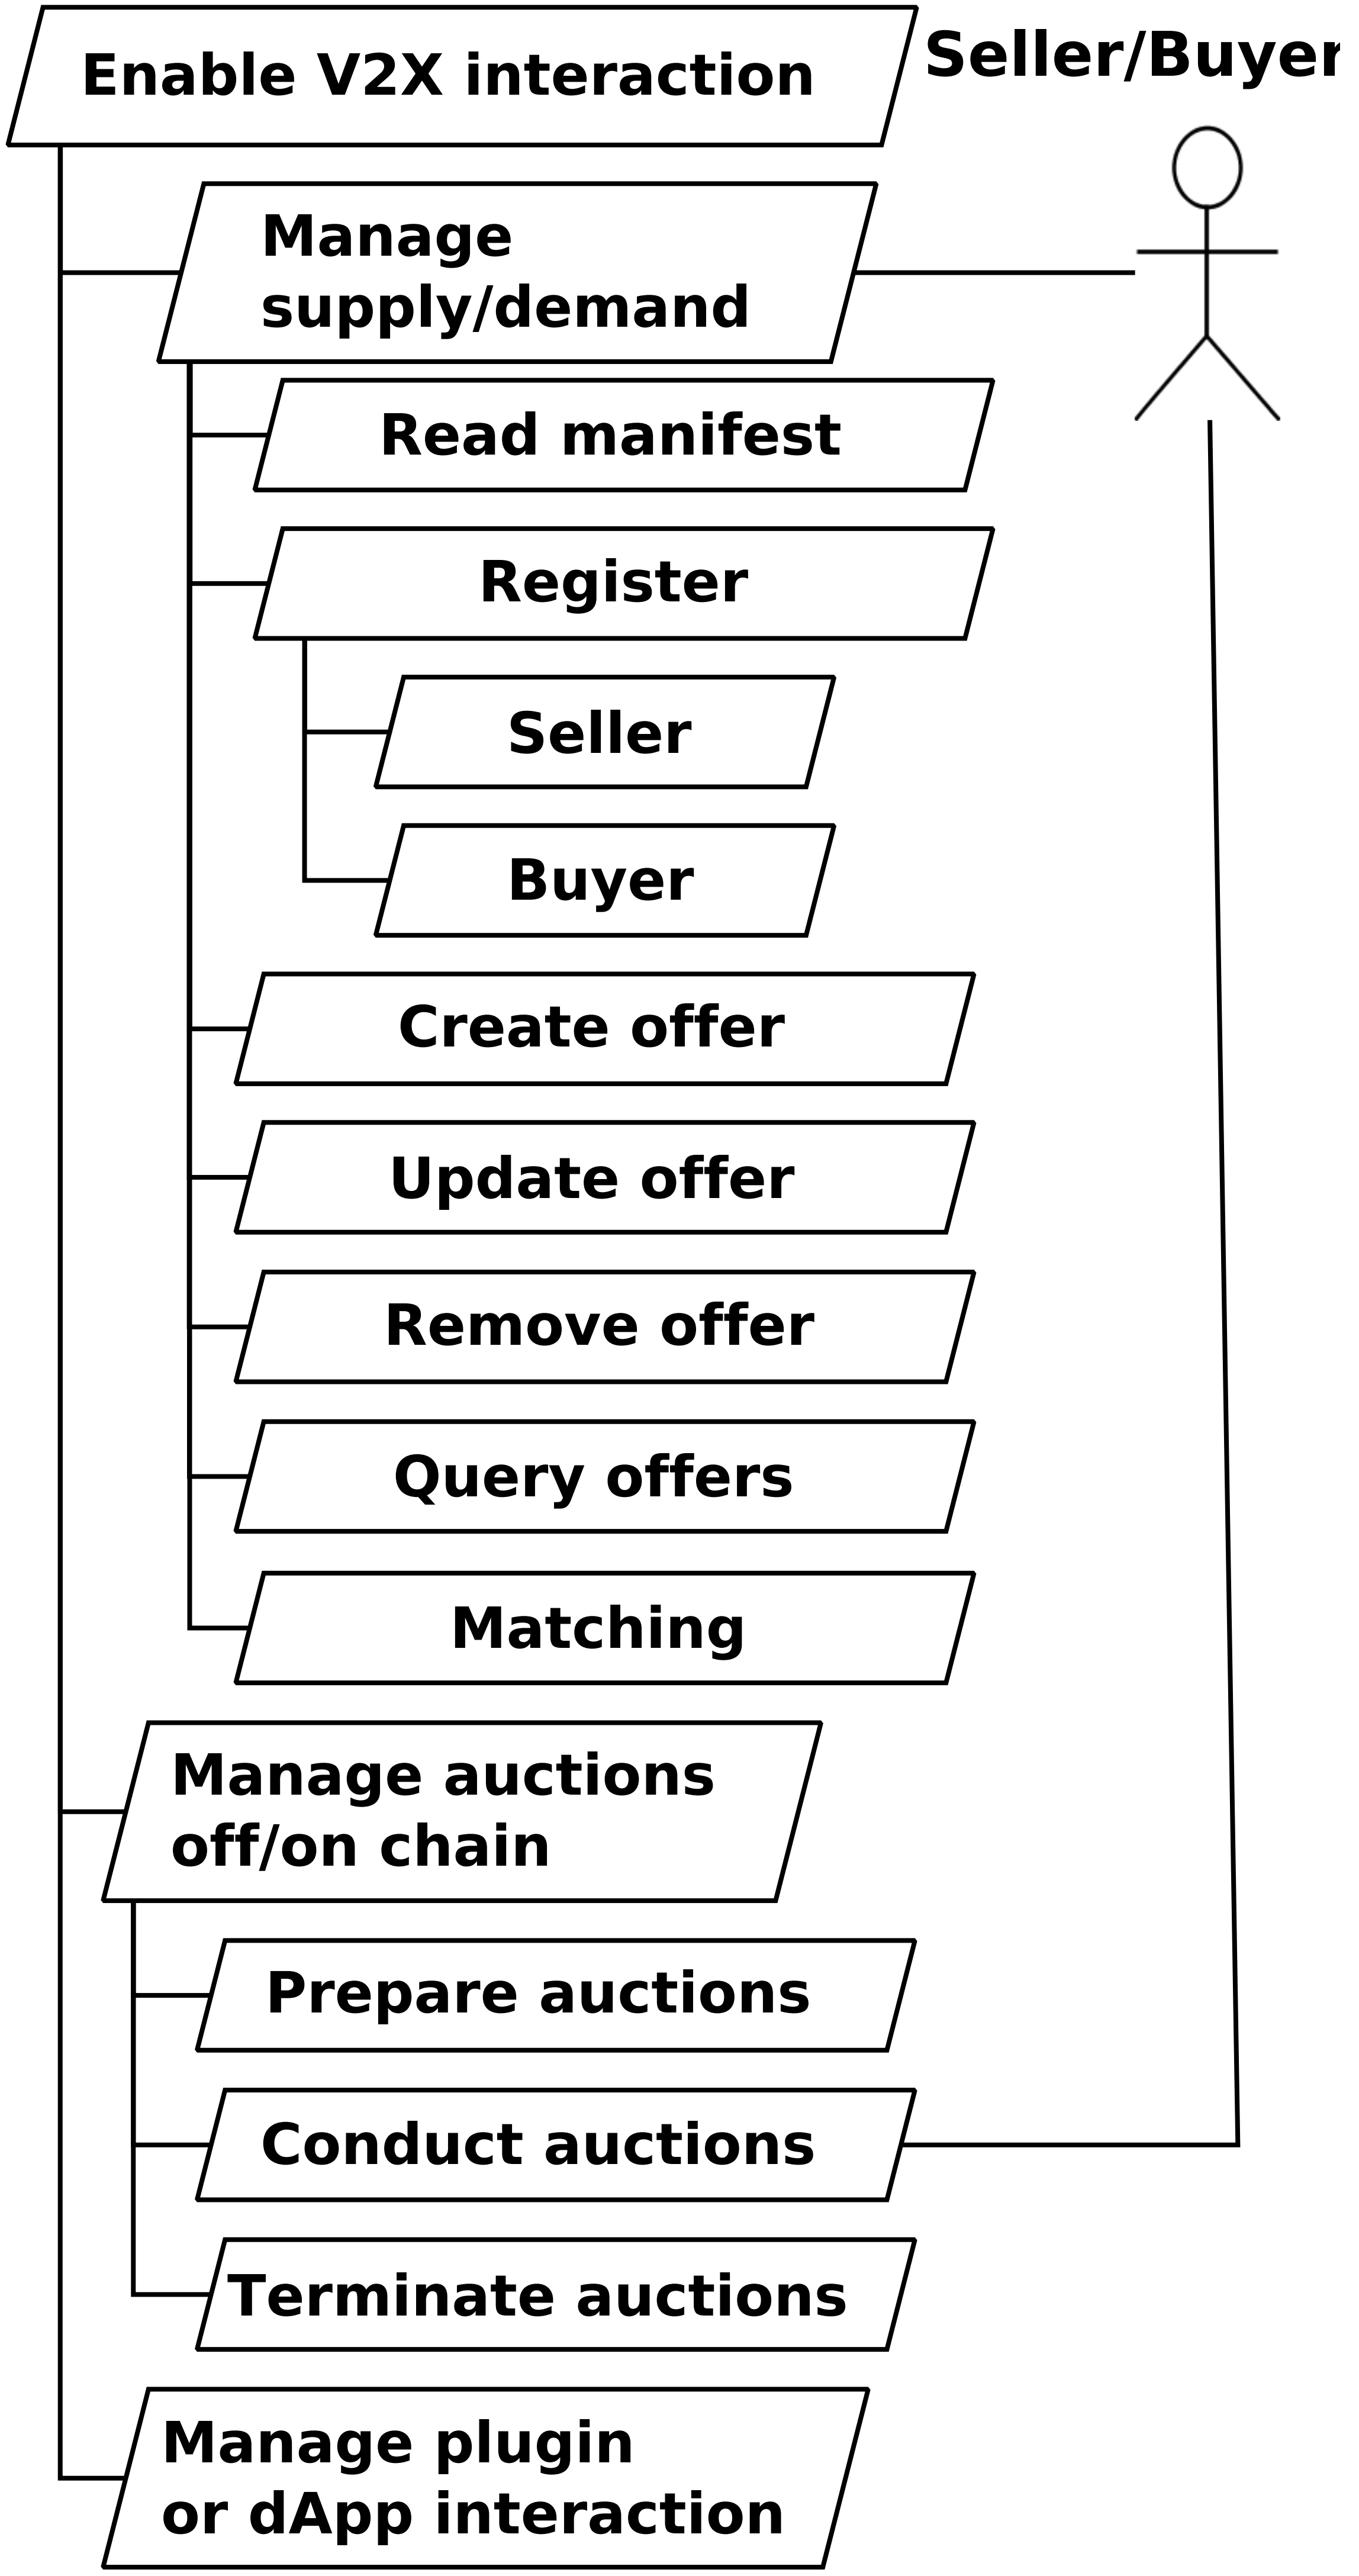 Enable V2X interaction
Seller/Buyer
Manage
supply/demand
Read manifest
Register
Seller
Buyer
Create offer
Update offer
Remove offer
Query offers
Matching
Manage auctions
off/on chain
Prepare auctions
Conduct auctions
Terminate auctions
Manage plugin
or dApp interaction